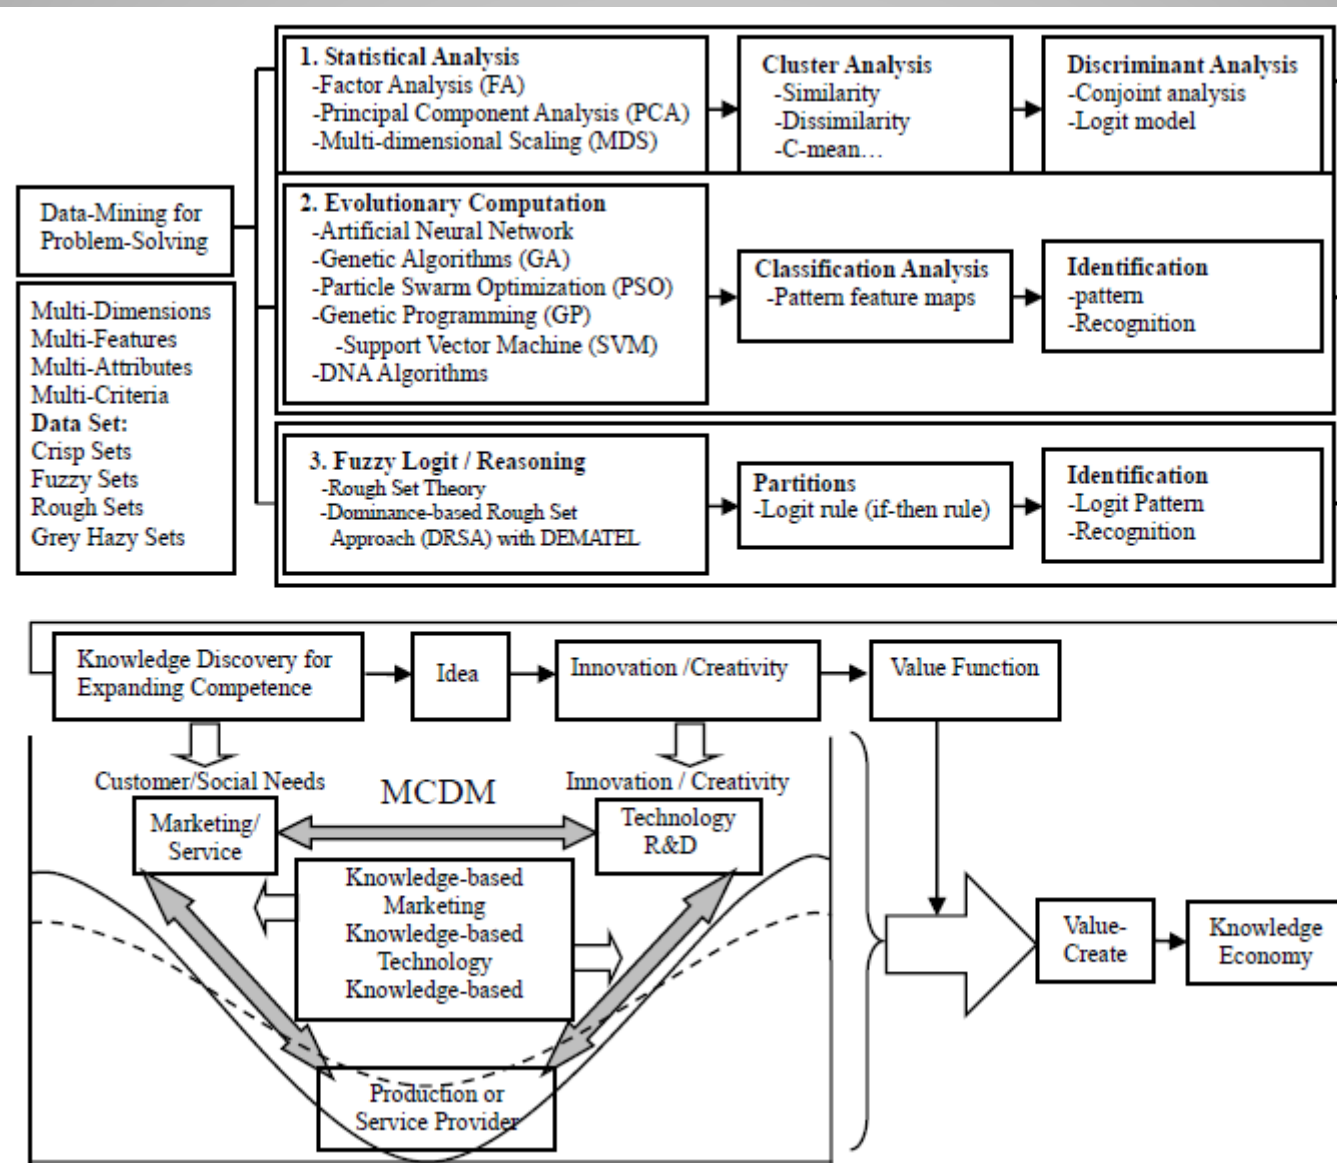 1. Statistical Analysis
-Factor Analysis (FA)
-Principal Component Analysis (PCA)
-Multi-dimensional Scaling (MDS)
Cluster Analysis
-Similarity
-Dissimilarity
-C-mean…
Discriminant Analysis
-Conjoint analysis
-Logit model
Data-Mining for
Problem-Solving
Multi-Dimensions
Multi-Features
Multi-Attributes
Multi-Criteria
Data Set:
Crisp Sets
Fuzzy Sets
Rough Sets
Grey Hazy Sets
2. Evolutionary Computation
-Artificial Neural Network
-Genetic Algorithms (GA)
-Particle Swarm Optimization (PSO)
-Genetic Programming (GP)
-Support Vector Machine (SVM)
-DNA Algorithms
Classification Analysis
-Pattern feature maps
Identification
-pattern
-Recognition
3. Fuzzy Logit / Reasoning
-Rough Set Theory
-Dominance-based Rough Set
Approach (DRSA) with DEMATEL
Partitions
-Logit rule (if-then rule)
Identification
-Logit Pattern
-Recognition
Knowledge Discovery for
Expanding Competence
Idea
Innovation /Creativity
Value Function
Customer/Social Needs
MCDM
Innovation / Creativity
Marketing/
Service
Technology
R&D
Knowledge-based
Marketing
Knowledge-based
Technology
Knowledge-based
Production or
Service Provider
Value-
Create
Knowledge
Economy